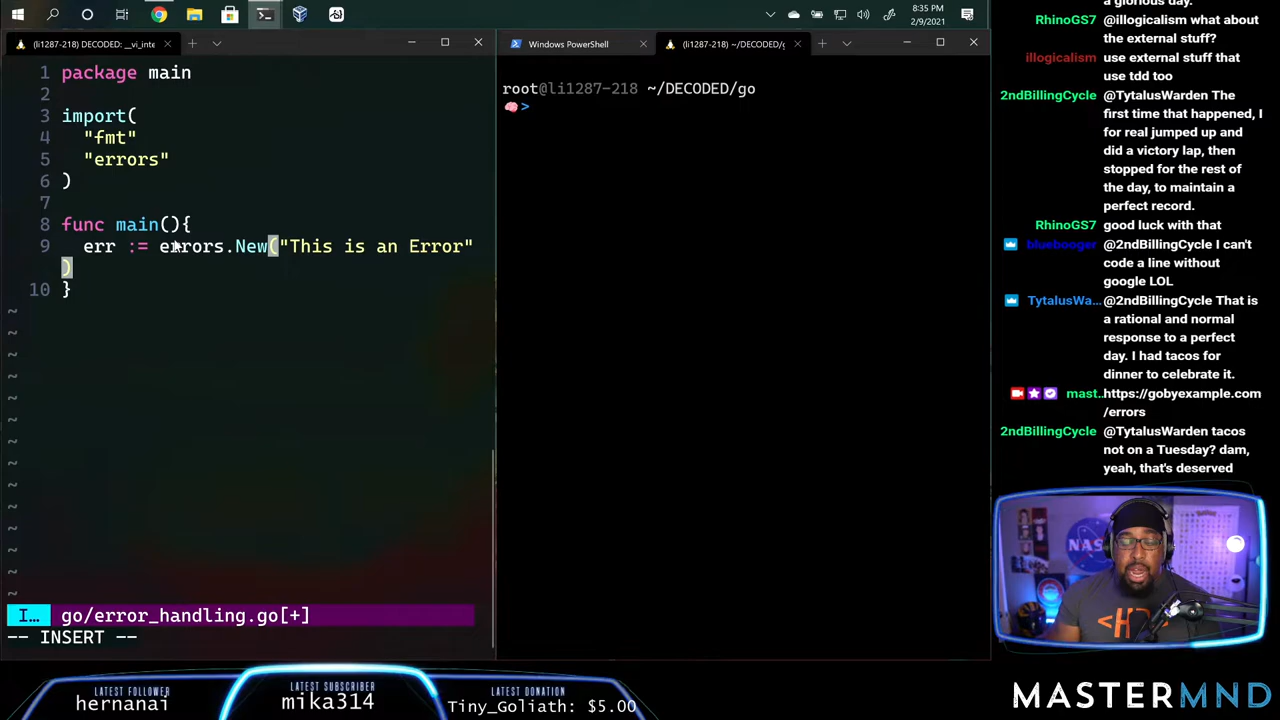 8:35 PM
2/9/2021
(li1287-218) DECODED: __vi_inte
Windows PowerShell
(li1287-218) ~/DECODED/g
1 package main
2
3 import(
4 "fmt"
5 "errors"
6 )
7
8 func main(){
9 err := errors.New("This is an Error"
)
10 }
~
~
~
~
~
~
~
~
~
~
~
~
~
~
I… go/error_handling.go[+]
-- INSERT --
root@li1287-218 ~/DECODED/go
>
a glorious day.
RhinoGS7 @illogicalism what about
the external stuff?
illogicalism use external stuff that
use tdd too
2ndBillingCycle @TytalusWarden The
first time that happened, I
for real jumped up and
did a victory lap, then
stopped for the rest of
the day, to maintain a
perfect record.
RhinoGS7 good luck with that
bluebooger @2ndBillingCycle I can't
code a line without
google LOL
TytalusWa… @2ndBillingCycle That is
a rational and normal
response to a perfect
day. I had tacos for
dinner to celebrate it.
mast… https://gobyexample.com
/errors
2ndBillingCycle @TytalusWarden tacos
not on a Tuesday? dam,
yeah, that's deserved
NAS
<H
LATEST FOLLOWER
hernanai
LATEST SUBSCRIBER
mika314
LATEST DONATION
Tiny_Goliath: $5.00
MASTERMND